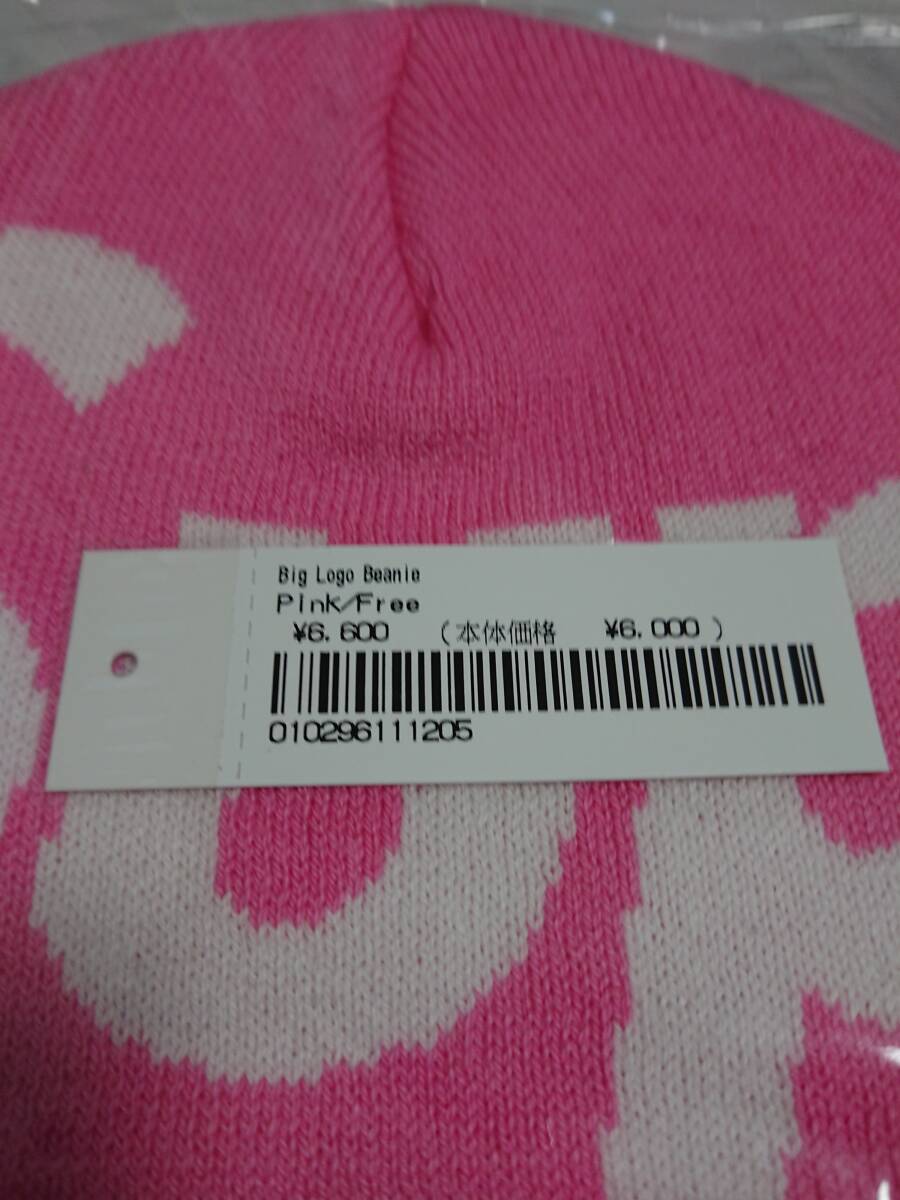 Big Logo Beanie
Pink/Free
¥6.600 (本体価格 ¥6.000)
010296111205